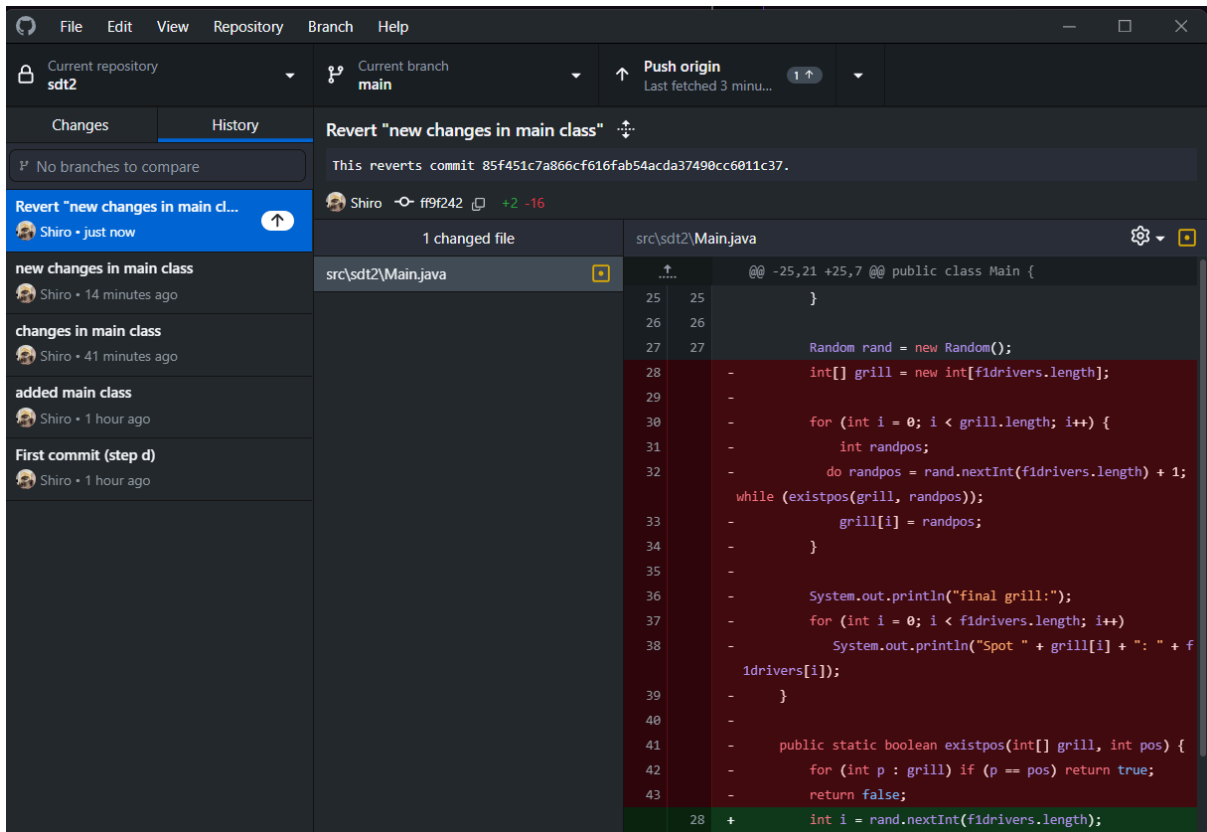 File Edit View Repository Branch Help
Current repository
sdt2
Current branch
main
Push origin
Last fetched 3 minu...
1
Changes History
No branches to compare
Revert "new changes in main cl...
Shiro • just now
new changes in main class
Shiro • 14 minutes ago
changes in main class
Shiro • 41 minutes ago
added main class
Shiro • 1 hour ago
First commit (step d)
Shiro • 1 hour ago
Revert "new changes in main class"
This reverts commit 85f451c7a866cf616fab54acda37490cc6011c37.
Shiro ff9f242 +2 -16
1 changed file
src\sdt2\Main.java
src\sdt2\Main.java
@@ -25,21 +25,7 @@ public class Main {
25 25 }
26 26
27 27 Random rand = new Random();
28 - int[] grill = new int[f1drivers.length];
29 -
30 - for (int i = 0; i < grill.length; i++) {
31 - int randpos;
32 - do randpos = rand.nextInt(f1drivers.length) + 1;
while (existpos(grill, randpos));
33 - grill[i] = randpos;
34 - }
35 -
36 - System.out.println("final grill:");
37 - for (int i = 0; i < f1drivers.length; i++)
38 - System.out.println("Spot " + grill[i] + ": " + f
1drivers[i]);
39 - }
40 -
41 - public static boolean existpos(int[] grill, int pos) {
42 - for (int p : grill) if (p == pos) return true;
43 - return false;
28 + int i = rand.nextInt(f1drivers.length);